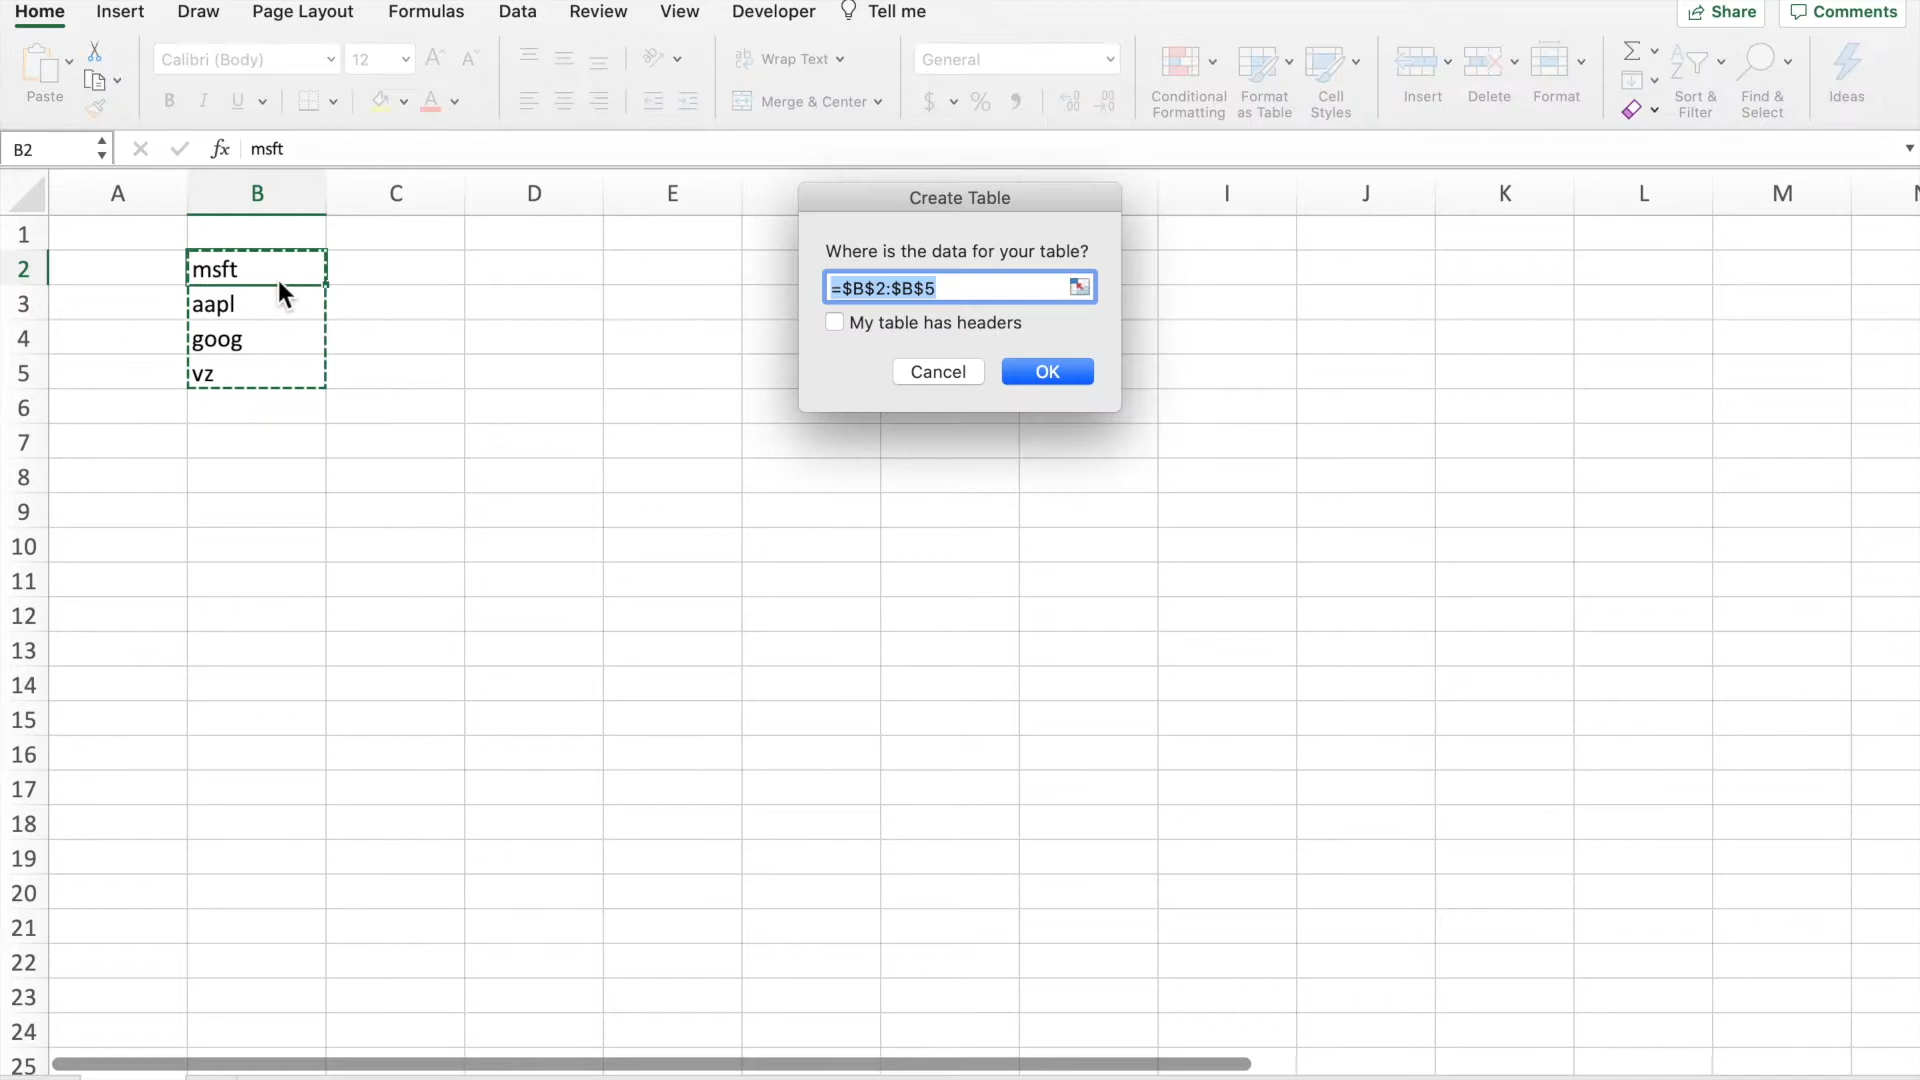 Home Insert Draw Page Layout Formulas Data Review View Developer Tell me Share Comments
Calibri (Body) 12 Wrap Text General
Paste B I U Merge & Center $ % Conditional Formatting Format as Table Cell Styles Insert Delete Format Sort & Filter Find & Select Ideas
B2 fx msft
A B C D E I J K L M
Create Table
Where is the data for your table?
=$B$2:$B$5
My table has headers
Cancel OK
1
2 msft
3 aapl
4 goog
5 vz
6
7
8
9
10
11
12
13
14
15
16
17
18
19
20
21
22
23
24
25